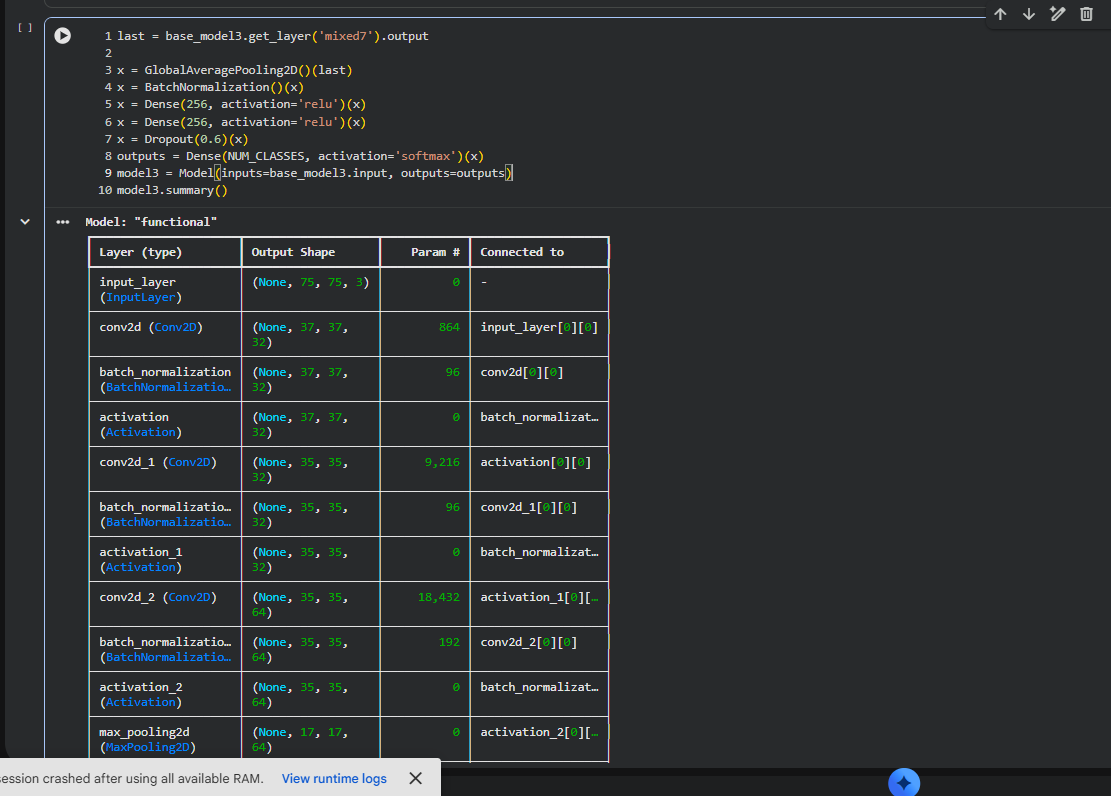 [ ]
1 last = base_model3.get_layer('mixed7').output
2
3 x = GlobalAveragePooling2D()(last)
4 x = BatchNormalization()(x)
5 x = Dense(256, activation='relu')(x)
6 x = Dense(256, activation='relu')(x)
7 x = Dropout(0.6)(x)
8 outputs = Dense(NUM_CLASSES, activation='softmax')(x)
9 model3 = Model(inputs=base_model3.input, outputs=outputs)
10 model3.summary()
Model: "functional"
Layer (type) Output Shape Param # Connected to
input_layer (None, 75, 75, 3) 0 -
(InputLayer)
conv2d (Conv2D) (None, 37, 37, 864 input_layer[0][0]
32)
batch_normalization (None, 37, 37, 96 conv2d[0][0]
(BatchNormalizatio… 32)
activation (None, 37, 37, 0 batch_normalizat…
(Activation) 32)
conv2d_1 (Conv2D) (None, 35, 35, 9,216 activation[0][0]
32)
batch_normalizatio… (None, 35, 35, 96 conv2d_1[0][0]
(BatchNormalizatio… 32)
activation_1 (None, 35, 35, 0 batch_normalizat…
(Activation) 32)
conv2d_2 (Conv2D) (None, 35, 35, 18,432 activation_1[0][…
64)
batch_normalizatio… (None, 35, 35, 192 conv2d_2[0][0]
(BatchNormalizatio… 64)
activation_2 (None, 35, 35, 0 batch_normalizat…
(Activation) 64)
max_pooling2d (None, 17, 17, 0 activation_2[0][…
(MaxPooling2D) 64)
session crashed after using all available RAM. View runtime logs